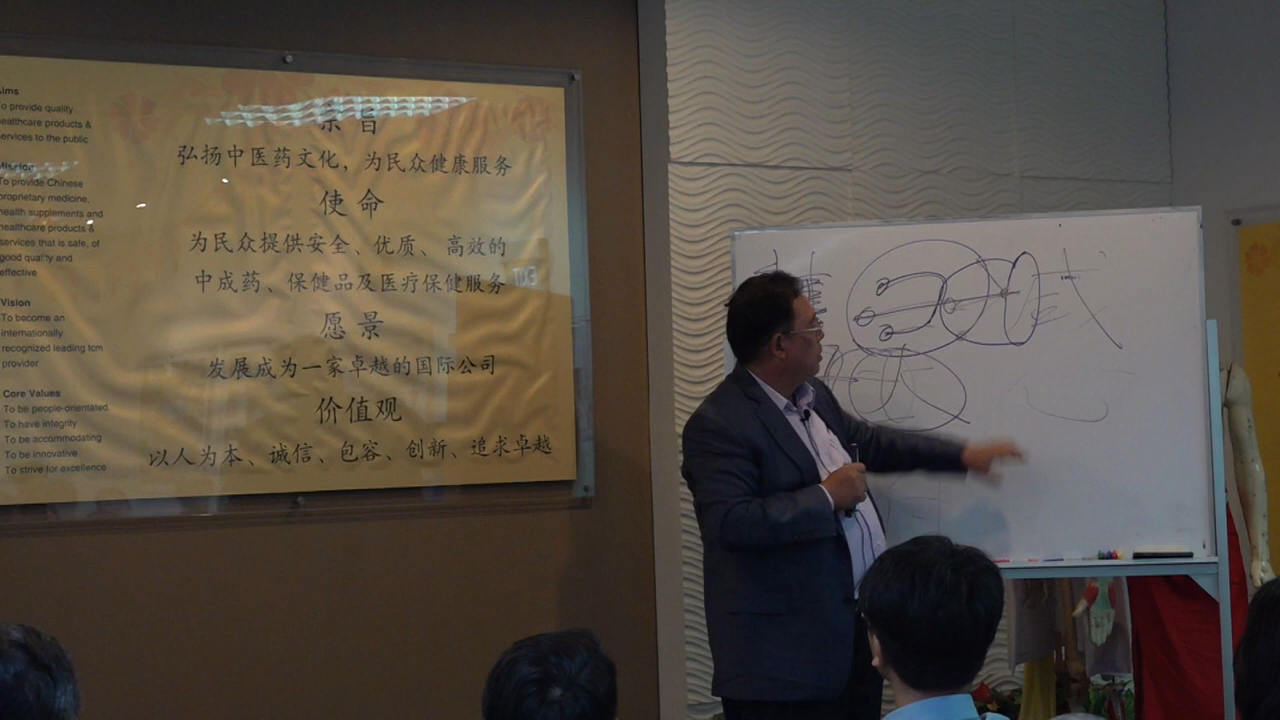 Aims
To provide quality
healthcare products &
services to the public
Mission
To provide Chinese
proprietary medicine,
health supplements and
healthcare products &
services that is safe, of
good quality and
effective
Vision
To become an
internationally
recognized leading tcm
provider
Core Values
To be people-orientated
To have integrity
To be accommodating
To be innovative
To strive for excellence
宗旨
弘扬中医药文化，为民众健康服务
使命
为民众提供安全、优质、高效的
中成药、保健品及医疗保健服务
愿景
发展成为一家卓越的国际公司
价值观
以人为本、诚信、包容、创新、追求卓越